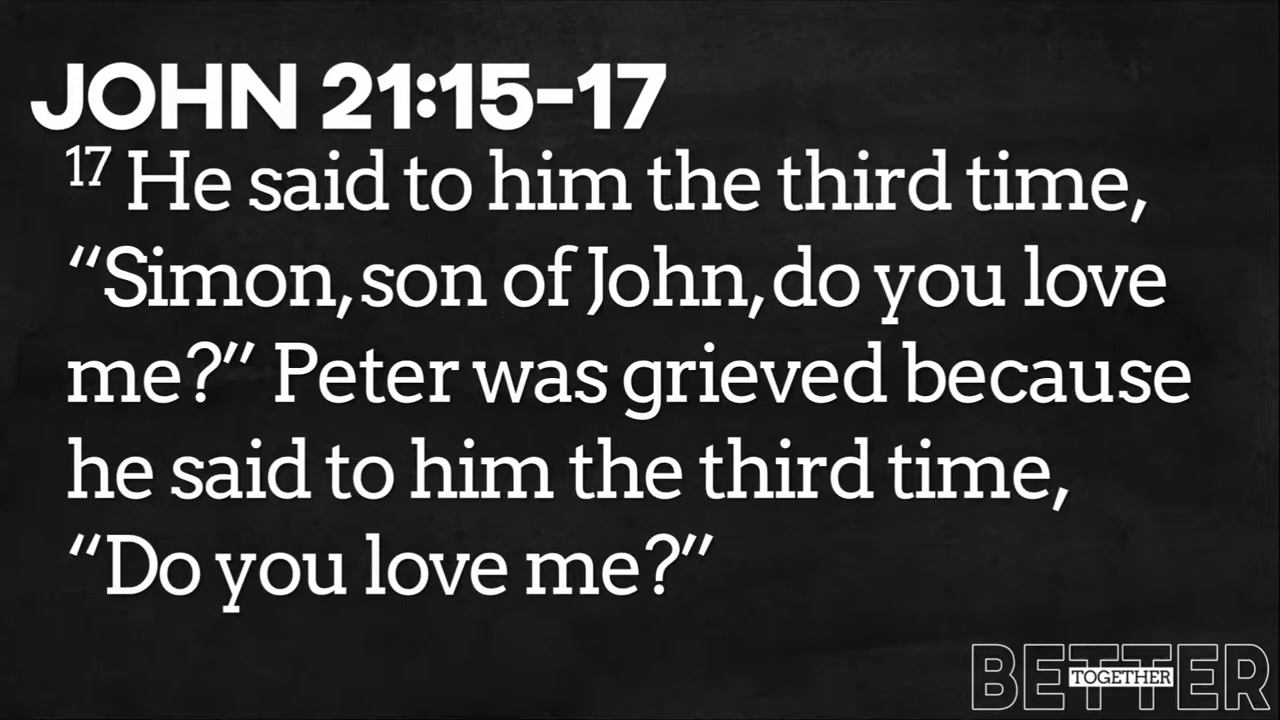 JOHN 21:15-17
17 He said to him the third time,
“Simon, son of John, do you love
me?” Peter was grieved because
he said to him the third time,
“Do you love me?”
BETTER
TOGETHER